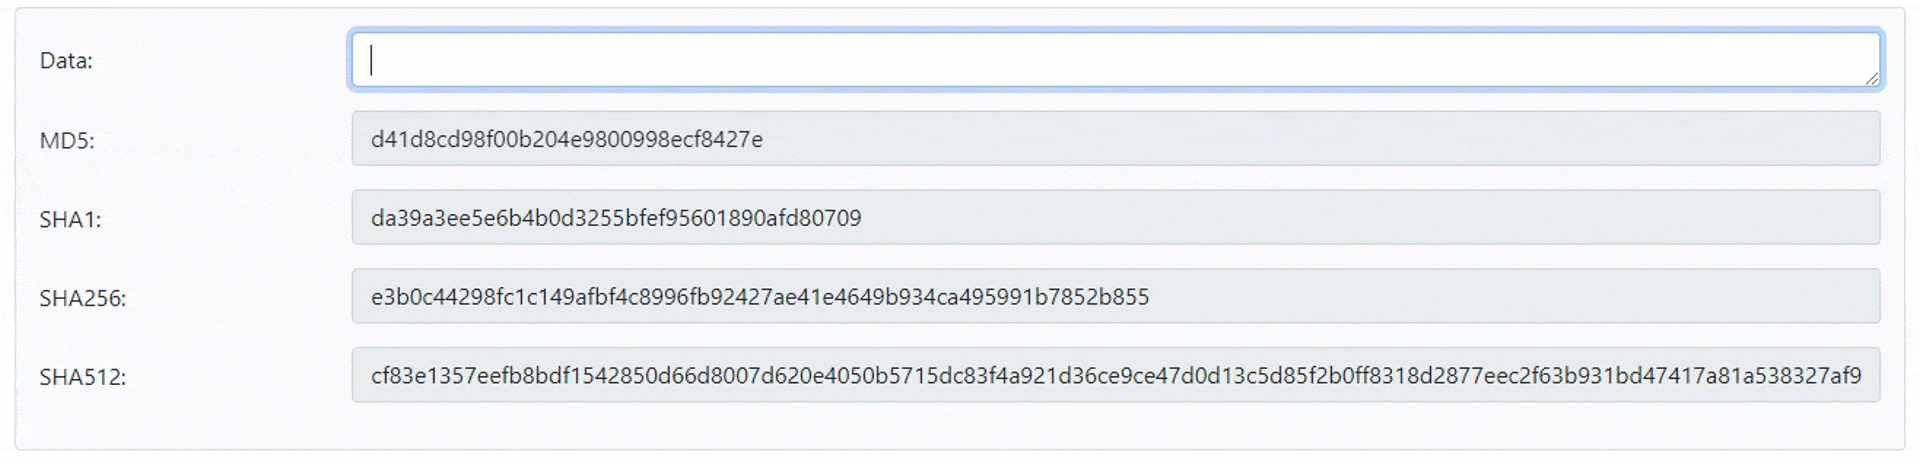 Data:
MD5: d41d8cd98f00b204e9800998ecf8427e
SHA1: da39a3ee5e6b4b0d3255bfef95601890afd80709
SHA256: e3b0c44298fc1c149afbf4c8996fb92427ae41e4649b934ca495991b7852b855
SHA512: cf83e1357eefb8bdf1542850d66d8007d620e4050b5715dc83f4a921d36ce9ce47d0d13c5d85f2b0ff8318d2877eec2f63b931bd47417a81a538327af9